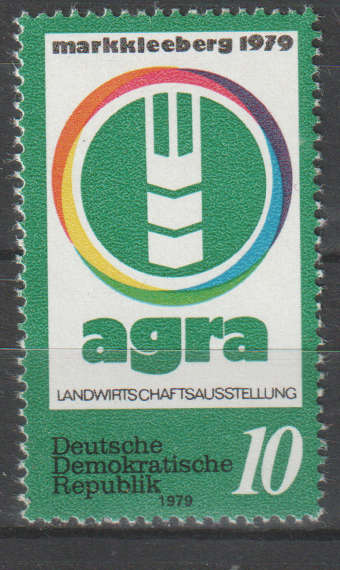 markkleeberg 1979
agra
LANDWIRTSCHAFTSAUSSTELLUNG
Deutsche
Demokratische
Republik
1979
10